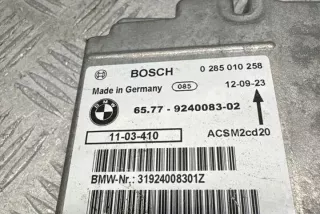 BOSCH 0 285 010 258
Made in Germany 085 12-09-23
BMW
65.77 - 9240083-02
11-03-410 ACSM2cd20
BMW-Nr.: 31924008301Z